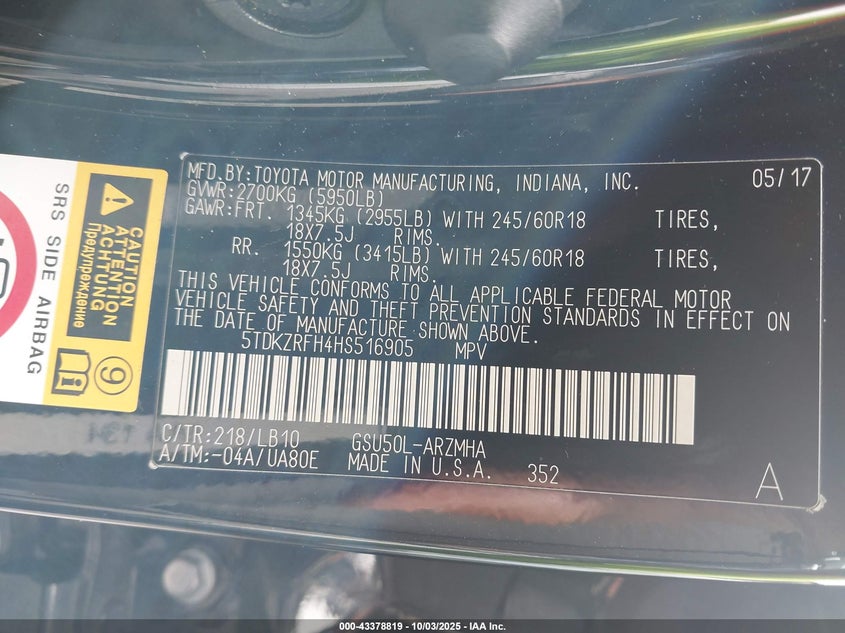 MFD.BY:TOYOTA MOTOR MANUFACTURING, INDIANA, INC. 05/17
GVWR:2700KG (5950LB)
GAWR:FRT. 1345KG (2955LB) WITH 245/60R18 TIRES,
18X7.5J RIMS.
RR. 1550KG (3415LB) WITH 245/60R18 TIRES,
18X7.5J RIMS.
THIS VEHICLE CONFORMS TO ALL APPLICABLE FEDERAL MOTOR
VEHICLE SAFETY AND THEFT PREVENTION STANDARDS IN EFFECT ON
THE DATE OF MANUFACTURE SHOWN ABOVE.
5TDKZRFH4HS516905 MPV
C/TR:218/LB10 GSU50L-ARZMHA
A/TM:-04A/UA80E MADE IN U.S.A. 352
A
SRS SIDE AIRBAG
CAUTION
ATTENTION
ACHTUNG
Предупреждение
9
000-43378819 - 10/03/2025 - IAA Inc.